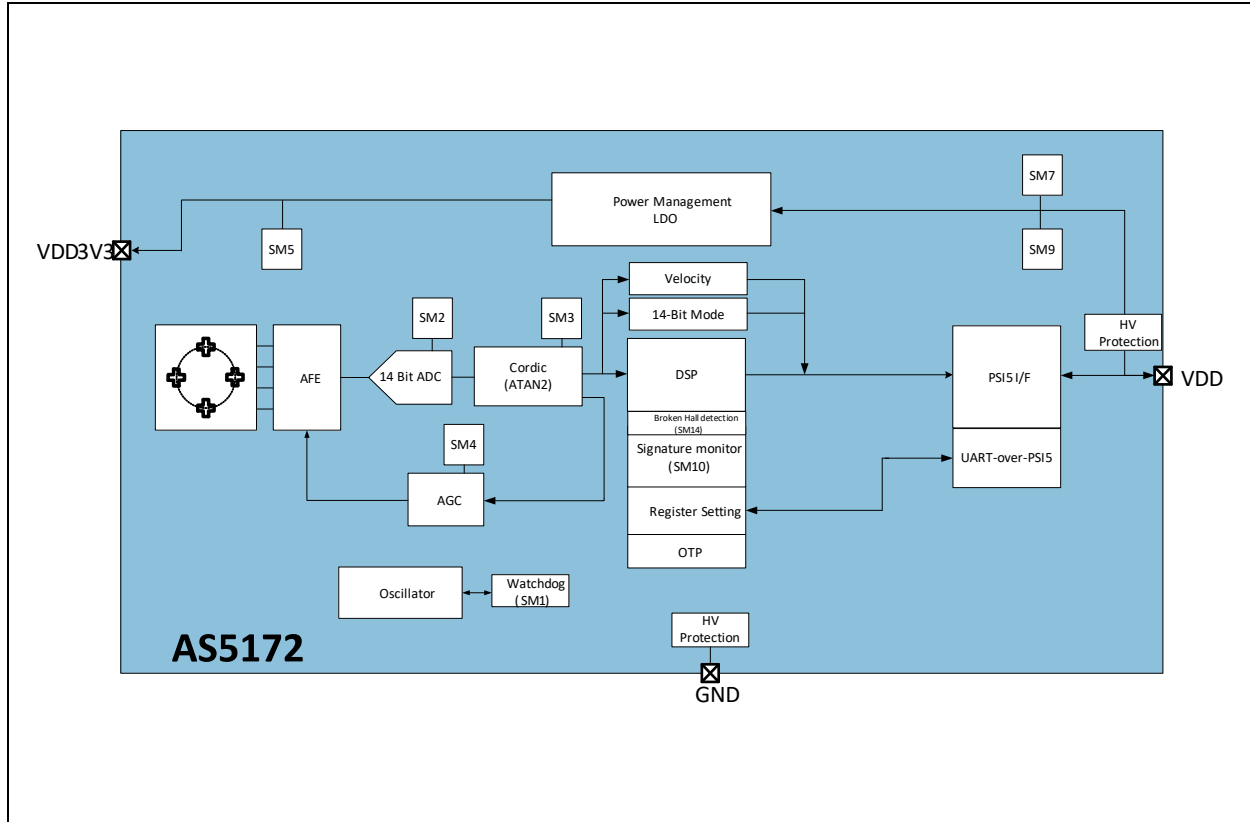 SM7
Power Management
LDO
VDD3V3
SM5
SM9
Velocity
SM2
SM3
14-Bit Mode
HV
Protection
AFE
14 Bit ADC
Cordic
(ATAN2)
DSP
PSI5 I/F
VDD
Broken Hall detection
(SM14)
SM4
Signature monitor
(SM10)
UART-over-PSI5
AGC
Register Setting
OTP
Oscillator
Watchdog
(SM1)
HV
Protection
AS5172
GND